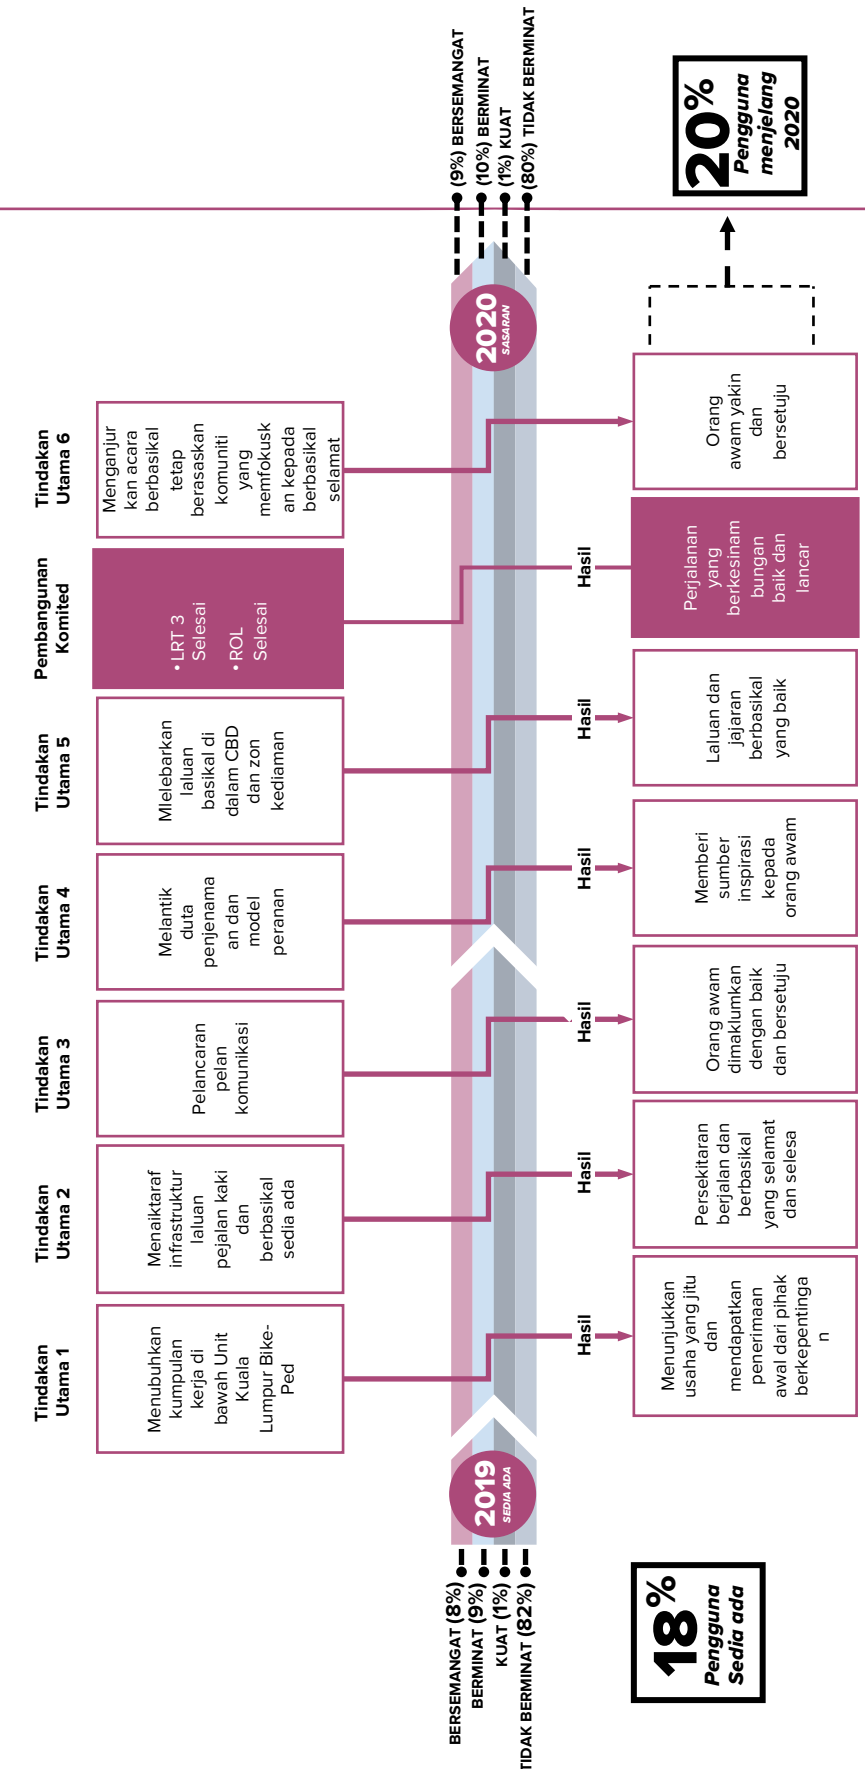 Tindakan
Utama 1
Tindakan
Utama 2
Tindakan
Utama 3
Tindakan
Utama 4
Tindakan
Utama 5
Pembangunan
Komited
Tindakan
Utama 6
Menubuhkan
kumpulan
kerja di
bawah Unit
Kuala
Lumpur Bike-
Ped
Menaiktaraf
infrastruktur
laluan
pejalan kaki
dan
berbasikal
sedia ada
Pelancaran
pelan
komunikasi
Melantik
duta
penjenama
an dan
model
peranan
Mlelebarkan
laluan
basikal di
dalam CBD
dan zon
kediaman
• LRT 3
Selesai
• ROL
Selesai
Menganjur
kan acara
berbasikal
tetap
berasaskan
komuniti
yang
memfokusk
an kepada
berbasikal
selamat
BERSEMANGAT (8%)
BERMINAT (9%)
KUAT (1%)
TIDAK BERMINAT (82%)
2019
SEDIA ADA
2020
SASARAN
(9%) BERSEMANGAT
(10%) BERMINAT
(1%) KUAT
(80%) TIDAK BERMINAT
Hasil
Hasil
Hasil
Hasil
Hasil
Hasil
18%
Pengguna
Sedia ada
Menunjukkan
usaha yang jitu
dan
mendapatkan
penerimaan
awal dari pihak
berkepentinga
n
Persekitaran
berjalan dan
berbasikal
yang selamat
dan selesa
Orang awam
dimaklumkan
dengan baik
dan bersetuju
Memberi
sumber
inspirasi
kepada
orang awam
Laluan dan
jajaran
berbasikal
yang baik
Perjalanan
yang
berkesinam
bungan
baik dan
lancar
Orang
awam yakin
dan
bersetuju
20%
Pengguna
menjelang
2020